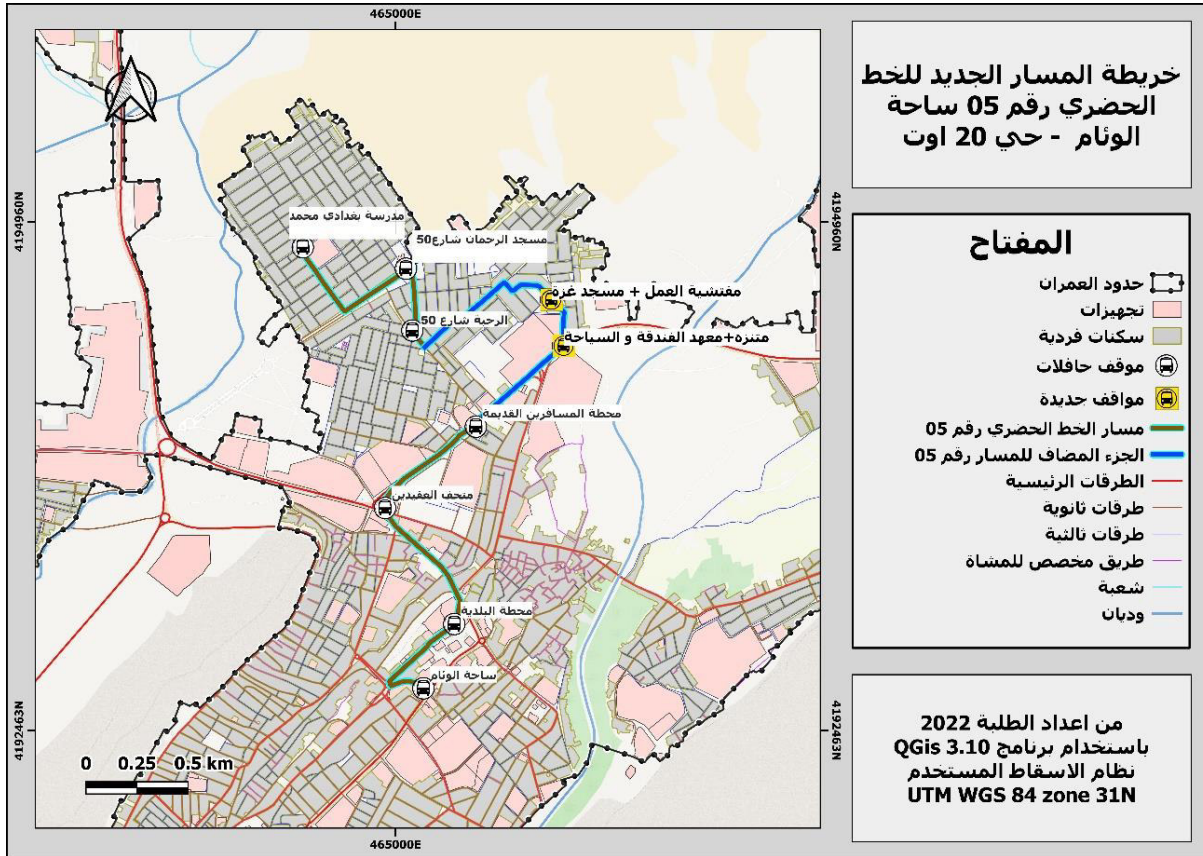 465000E
خريطة المسار الجديد للخط
الحضري رقم 05 ساحة
الوئام - حي 20 اوت
4194960N
4194960N
مدرسة بغدادي محمد
مسجد الرحمان شارع50
مفتشية العمل + مسجد غزة
الرحبة شارع 50
متنزه+معهد الفندقة و السياحة
محطة المسافرين القديمة
متحف العقيدين
محطة البلدية
ساحة الوئام
المفتاح
حدود العمران
تجهيزات
سكنات فردية
موقف حافلات
مواقف جديدة
مسار الخط الحضري رقم 05
الجزء المضاف للمسار رقم 05
الطرقات الرئيسية
طرقات ثانوية
طرقات ثالثية
طريق مخصص للمشاة
شعبة
وديان
4192463N
4192463N
0 0.25 0.5 km
465000E
من اعداد الطلبة 2022
باستخدام برنامج QGis 3.10
نظام الاسقاط المستخدم
UTM WGS 84 zone 31N